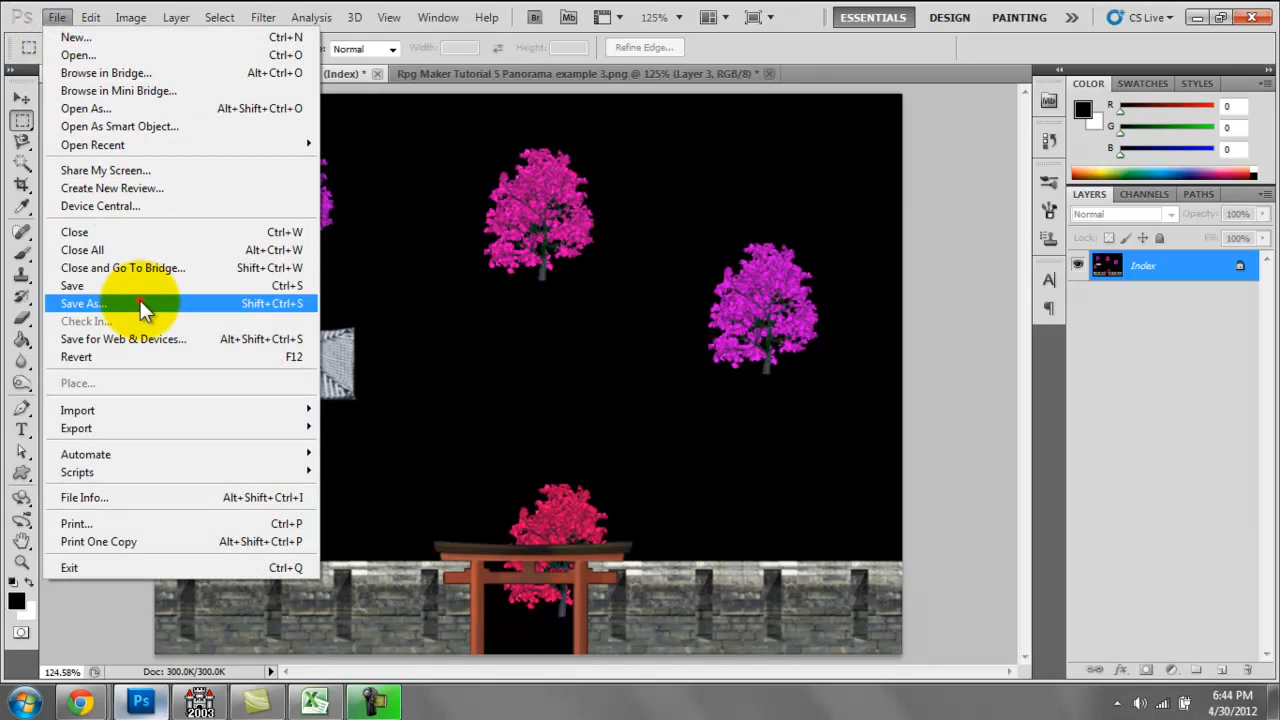 Ps File Edit Image Layer Select Filter Analysis 3D View Window Help Br Mb 125% ESSENTIALS DESIGN PAINTING CS Live
Normal Width: Height: Refine Edge...
(Index) * Rpg Maker Tutorial 5 Panorama example 3.png @ 125% (Layer 3, RGB/8) *
New... Ctrl+N
Open... Ctrl+O
Browse in Bridge... Alt+Ctrl+O
Browse in Mini Bridge...
Open As... Alt+Shift+Ctrl+O
Open As Smart Object...
Open Recent
Share My Screen...
Create New Review...
Device Central...
Close Ctrl+W
Close All Alt+Ctrl+W
Close and Go To Bridge... Shift+Ctrl+W
Save Ctrl+S
Save As... Shift+Ctrl+S
Check In...
Save for Web & Devices... Alt+Shift+Ctrl+S
Revert F12
Place...
Import
Export
Automate
Scripts
File Info... Alt+Shift+Ctrl+I
Print... Ctrl+P
Print One Copy Alt+Shift+Ctrl+P
Exit Ctrl+Q
COLOR SWATCHES STYLES
R 0
G 0
B 0
LAYERS CHANNELS PATHS
Normal Opacity: 100%
Lock: Fill: 100%
Index
Mb
A
T
124.58% Doc: 300.0K/300.0K
Ps 2003
6:44 PM
4/30/2012